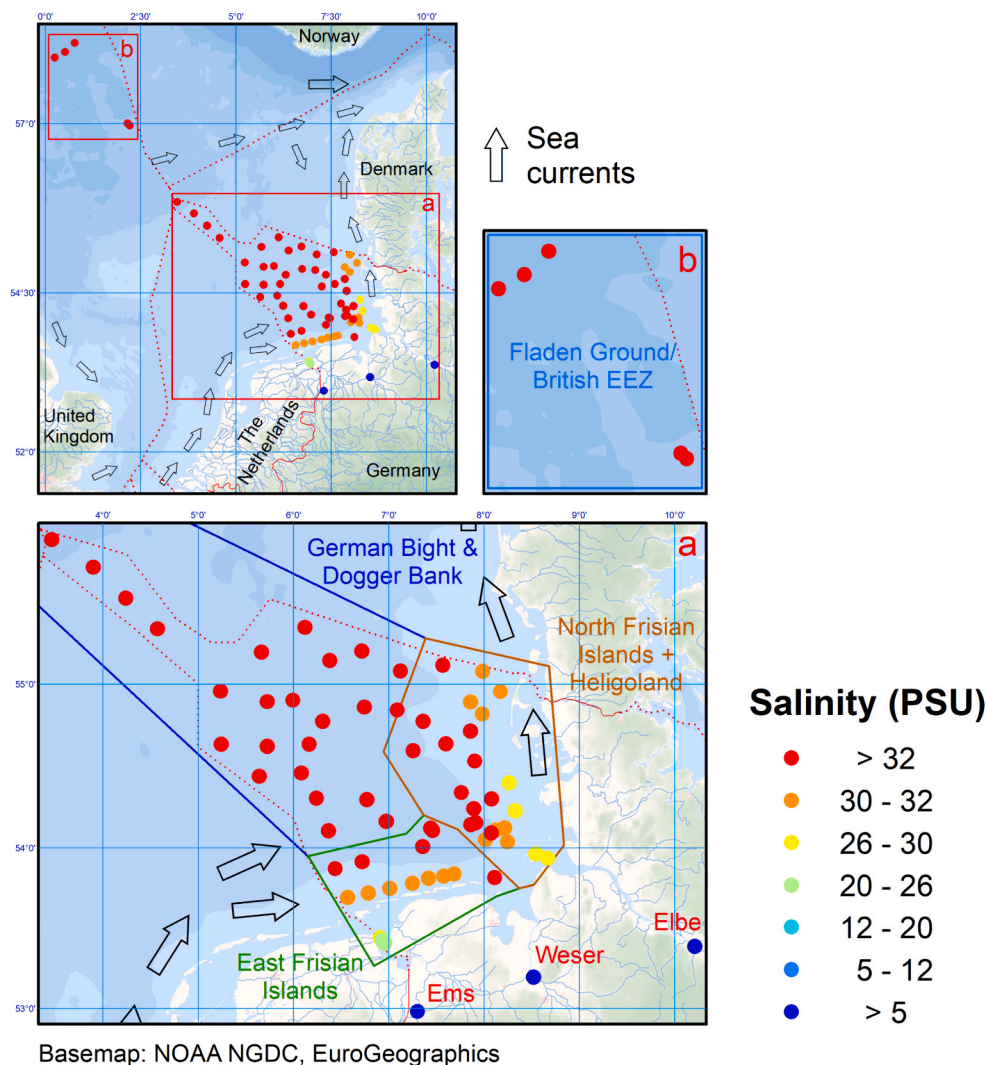 0°0' 2°30' 5°0' 7°30' 10°0'
Norway
b
57°0'
Denmark
a
54°30'
United
Kingdom
The
Netherlands
52°0'
Germany
Sea
currents
b
Fladen Ground/
British EEZ
4°0' 5°0' 6°0' 7°0' 8°0' 9°0' 10°0'
a
German Bight &
Dogger Bank
North Frisian
Islands +
Heligoland
55°0'
54°0'
Elbe
Weser
East Frisian
Islands
Ems
53°0'
Salinity (PSU)
> 32
30 - 32
26 - 30
20 - 26
12 - 20
5 - 12
> 5
Basemap: NOAA NGDC, EuroGeographics